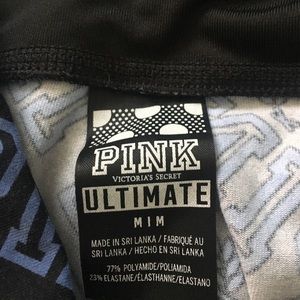 PINK
VICTORIA'S SECRET
ULTIMATE
M I M
MADE IN SRI LANKA / FABRIQUÉ AU
SRI LANKA / HECHO EN SRI LANKA
77% POLYAMIDE/POLIAMIDA
23% ELASTANE/ÉLASTHANNE/ELASTANO